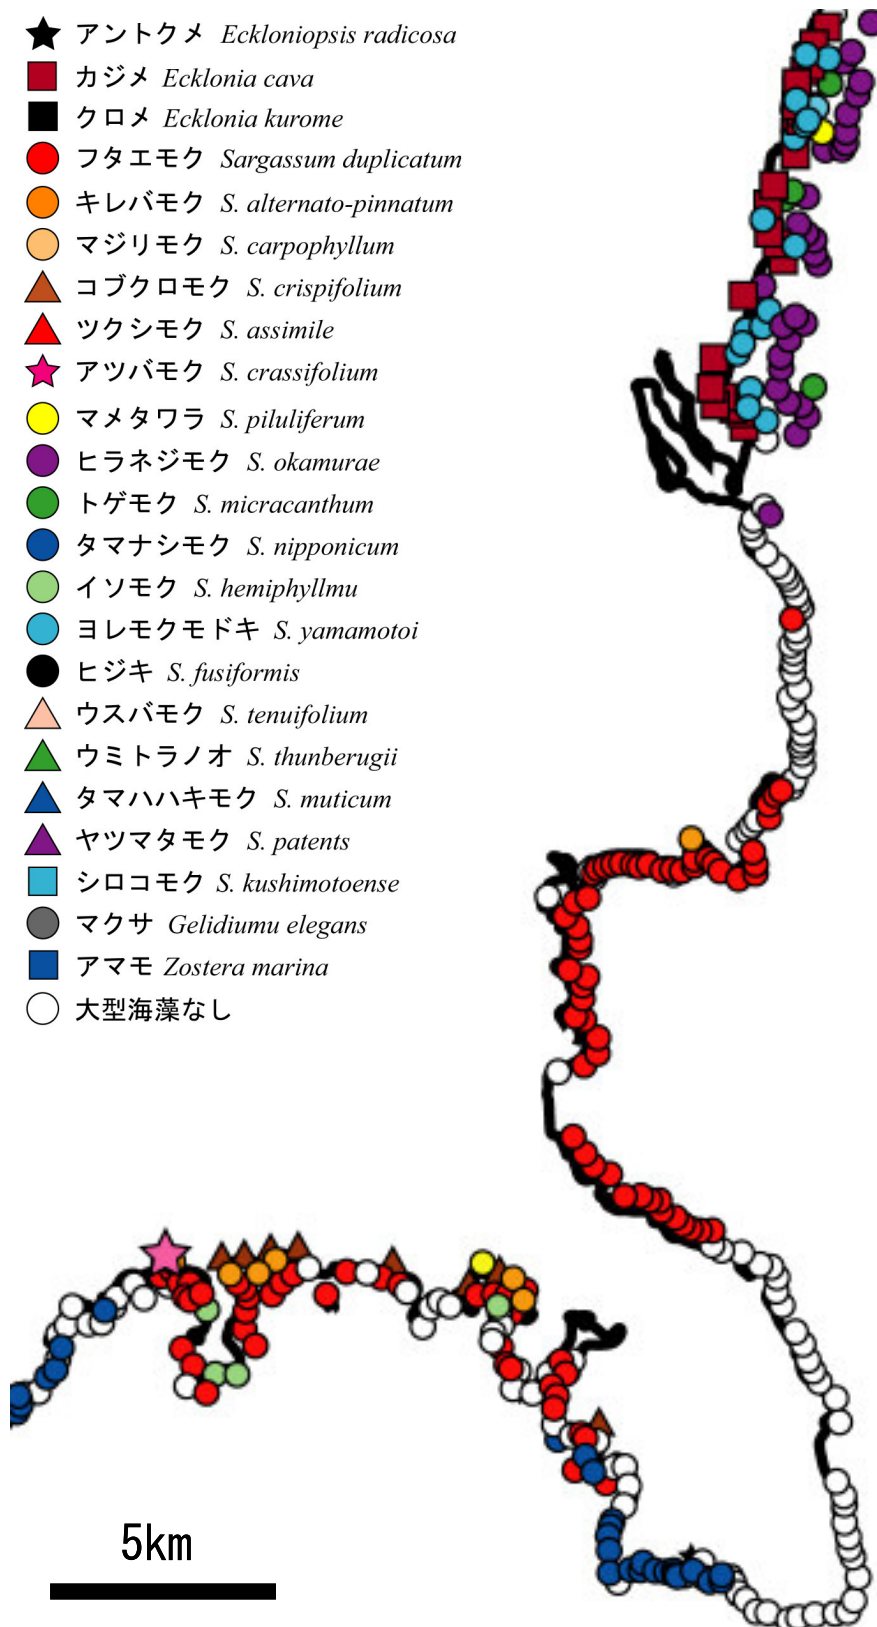 アントクメ Eckloniopsis radicosa
カジメ Ecklonia cava
クロメ Ecklonia kurome
フタエモク Sargassum duplicatum
キレバモク S. alternato-pinnatum
マジリモク S. carpophyllum
コブクロモク S. crispifolium
ツクシモク S. assimile
アツバモク S. crassifolium
マメタワラ S. piluliferum
ヒラネジモク S. okamurae
トゲモク S. micracanthum
タマナシモク S. nipponicum
イソモク S. hemiphyllmu
ヨレモクモドキ S. yamamotoi
ヒジキ S. fusiformis
ウスバモク S. tenuifolium
ウミトラノオ S. thunberugii
タマハハキモク S. muticum
ヤツマタモク S. patents
シロコモク S. kushimotoense
マクサ Gelidiumu elegans
アマモ Zostera marina
大型海藻なし
5km